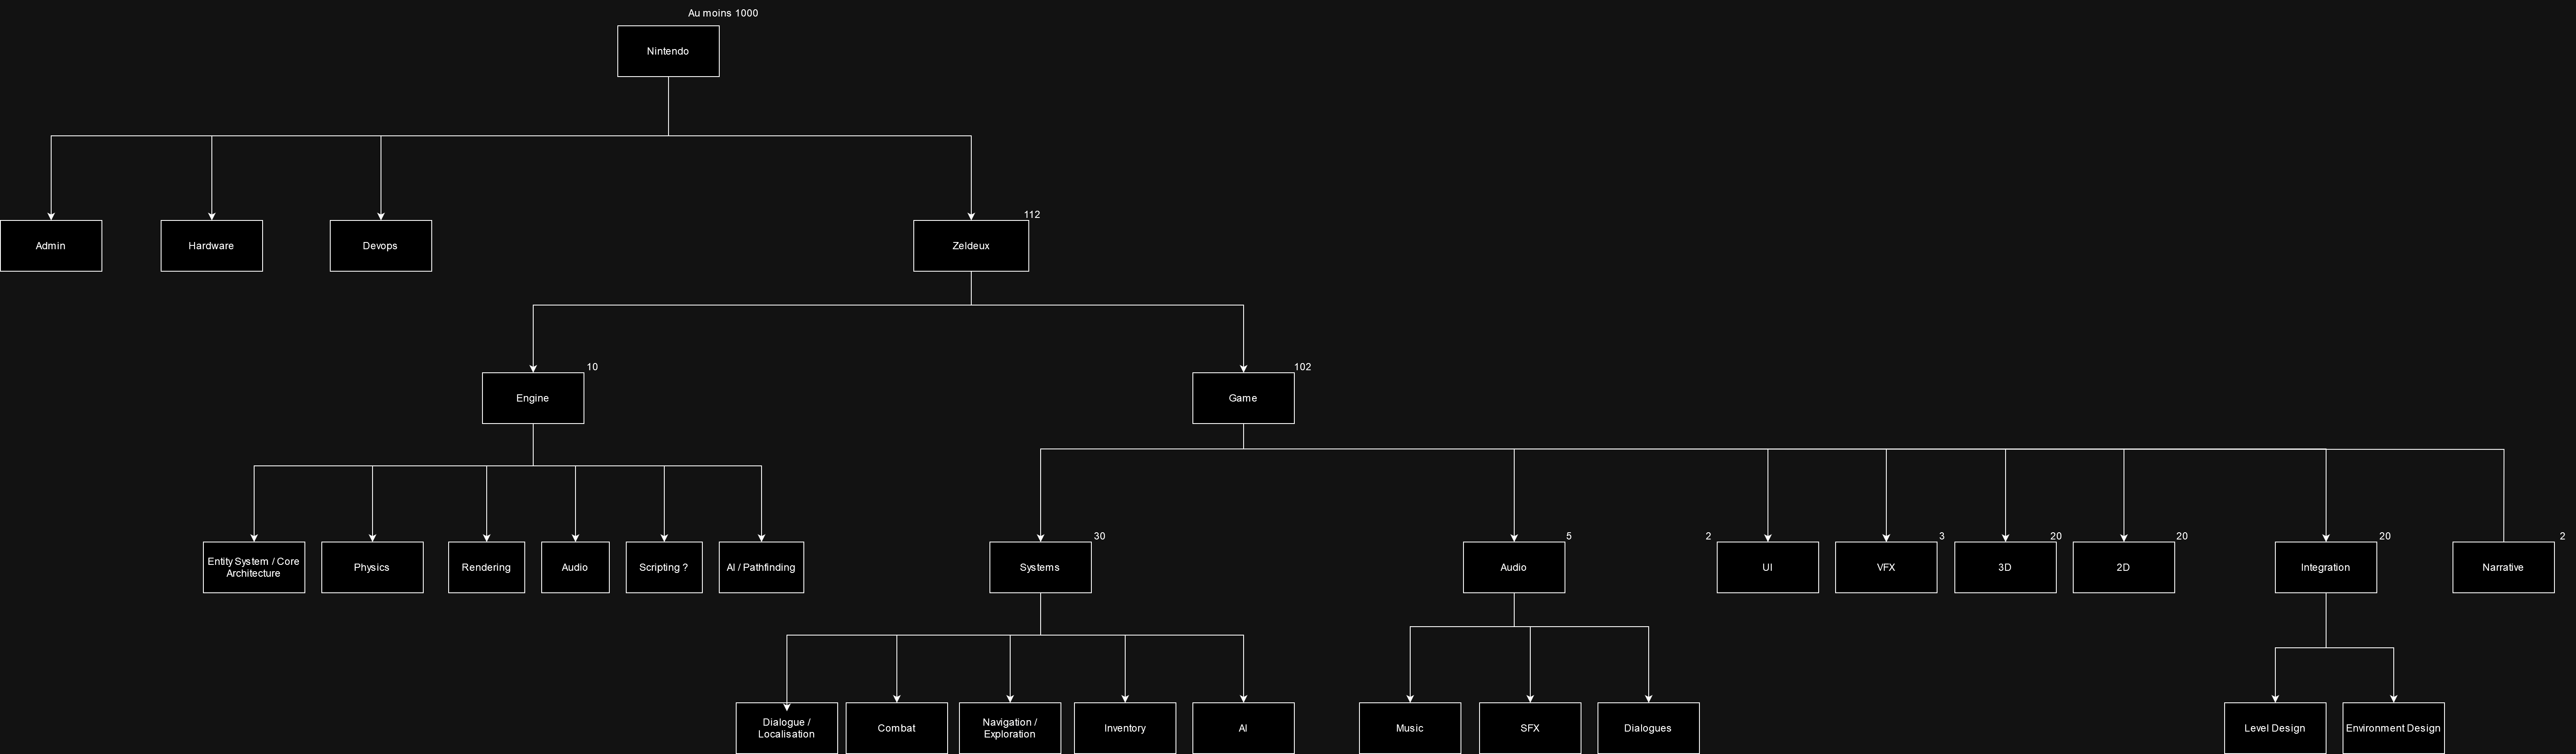 Au moins 1000
Nintendo
112
Admin
Hardware
Devops
Zeldeux
10
102
Engine
Game
30
5
2
3
20
20
20
2
Entity System / Core
Architecture
Physics
Rendering
Audio
Scripting ?
AI / Pathfinding
Systems
Audio
UI
VFX
3D
2D
Integration
Narrative
Dialogue /
Localisation
Combat
Navigation /
Exploration
Inventory
AI
Music
SFX
Dialogues
Level Design
Environment Design